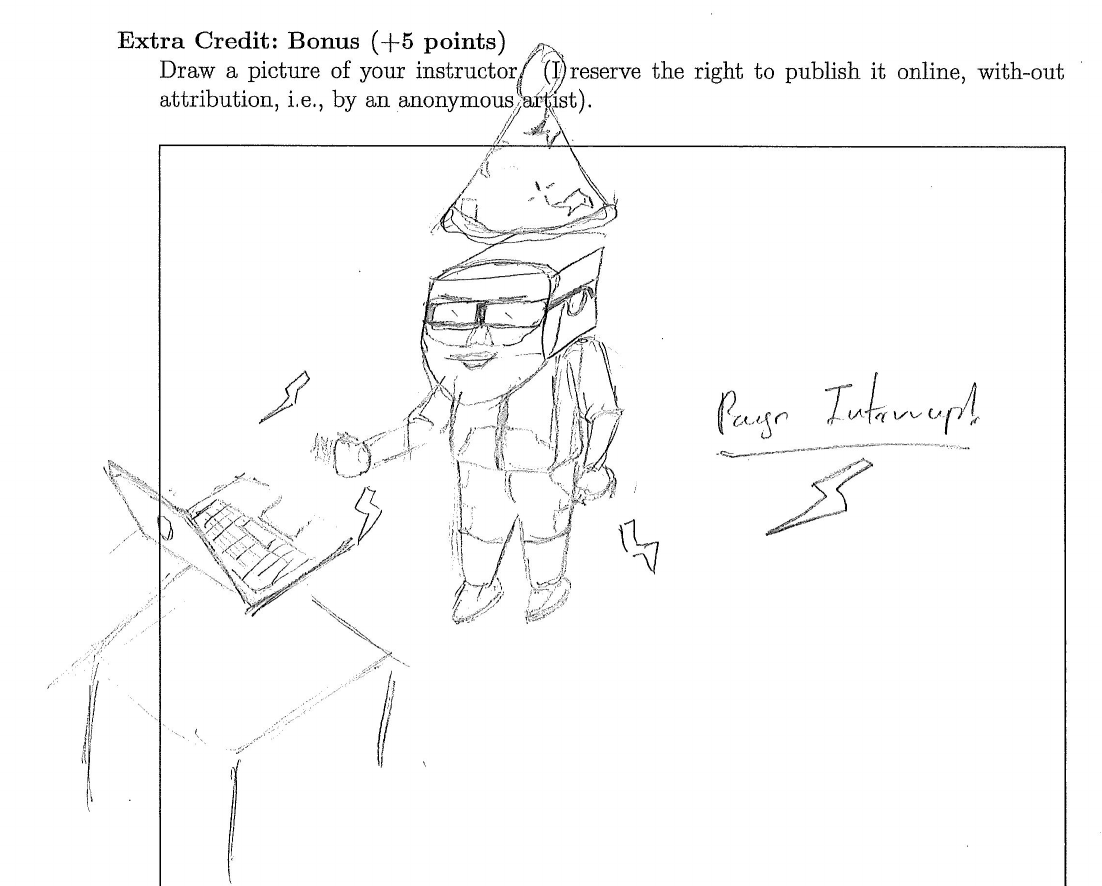 Extra Credit: Bonus (+5 points)
Draw a picture of your instructor (I reserve the right to publish it online, with-out
attribution, i.e., by an anonymous artist).
Interrupt